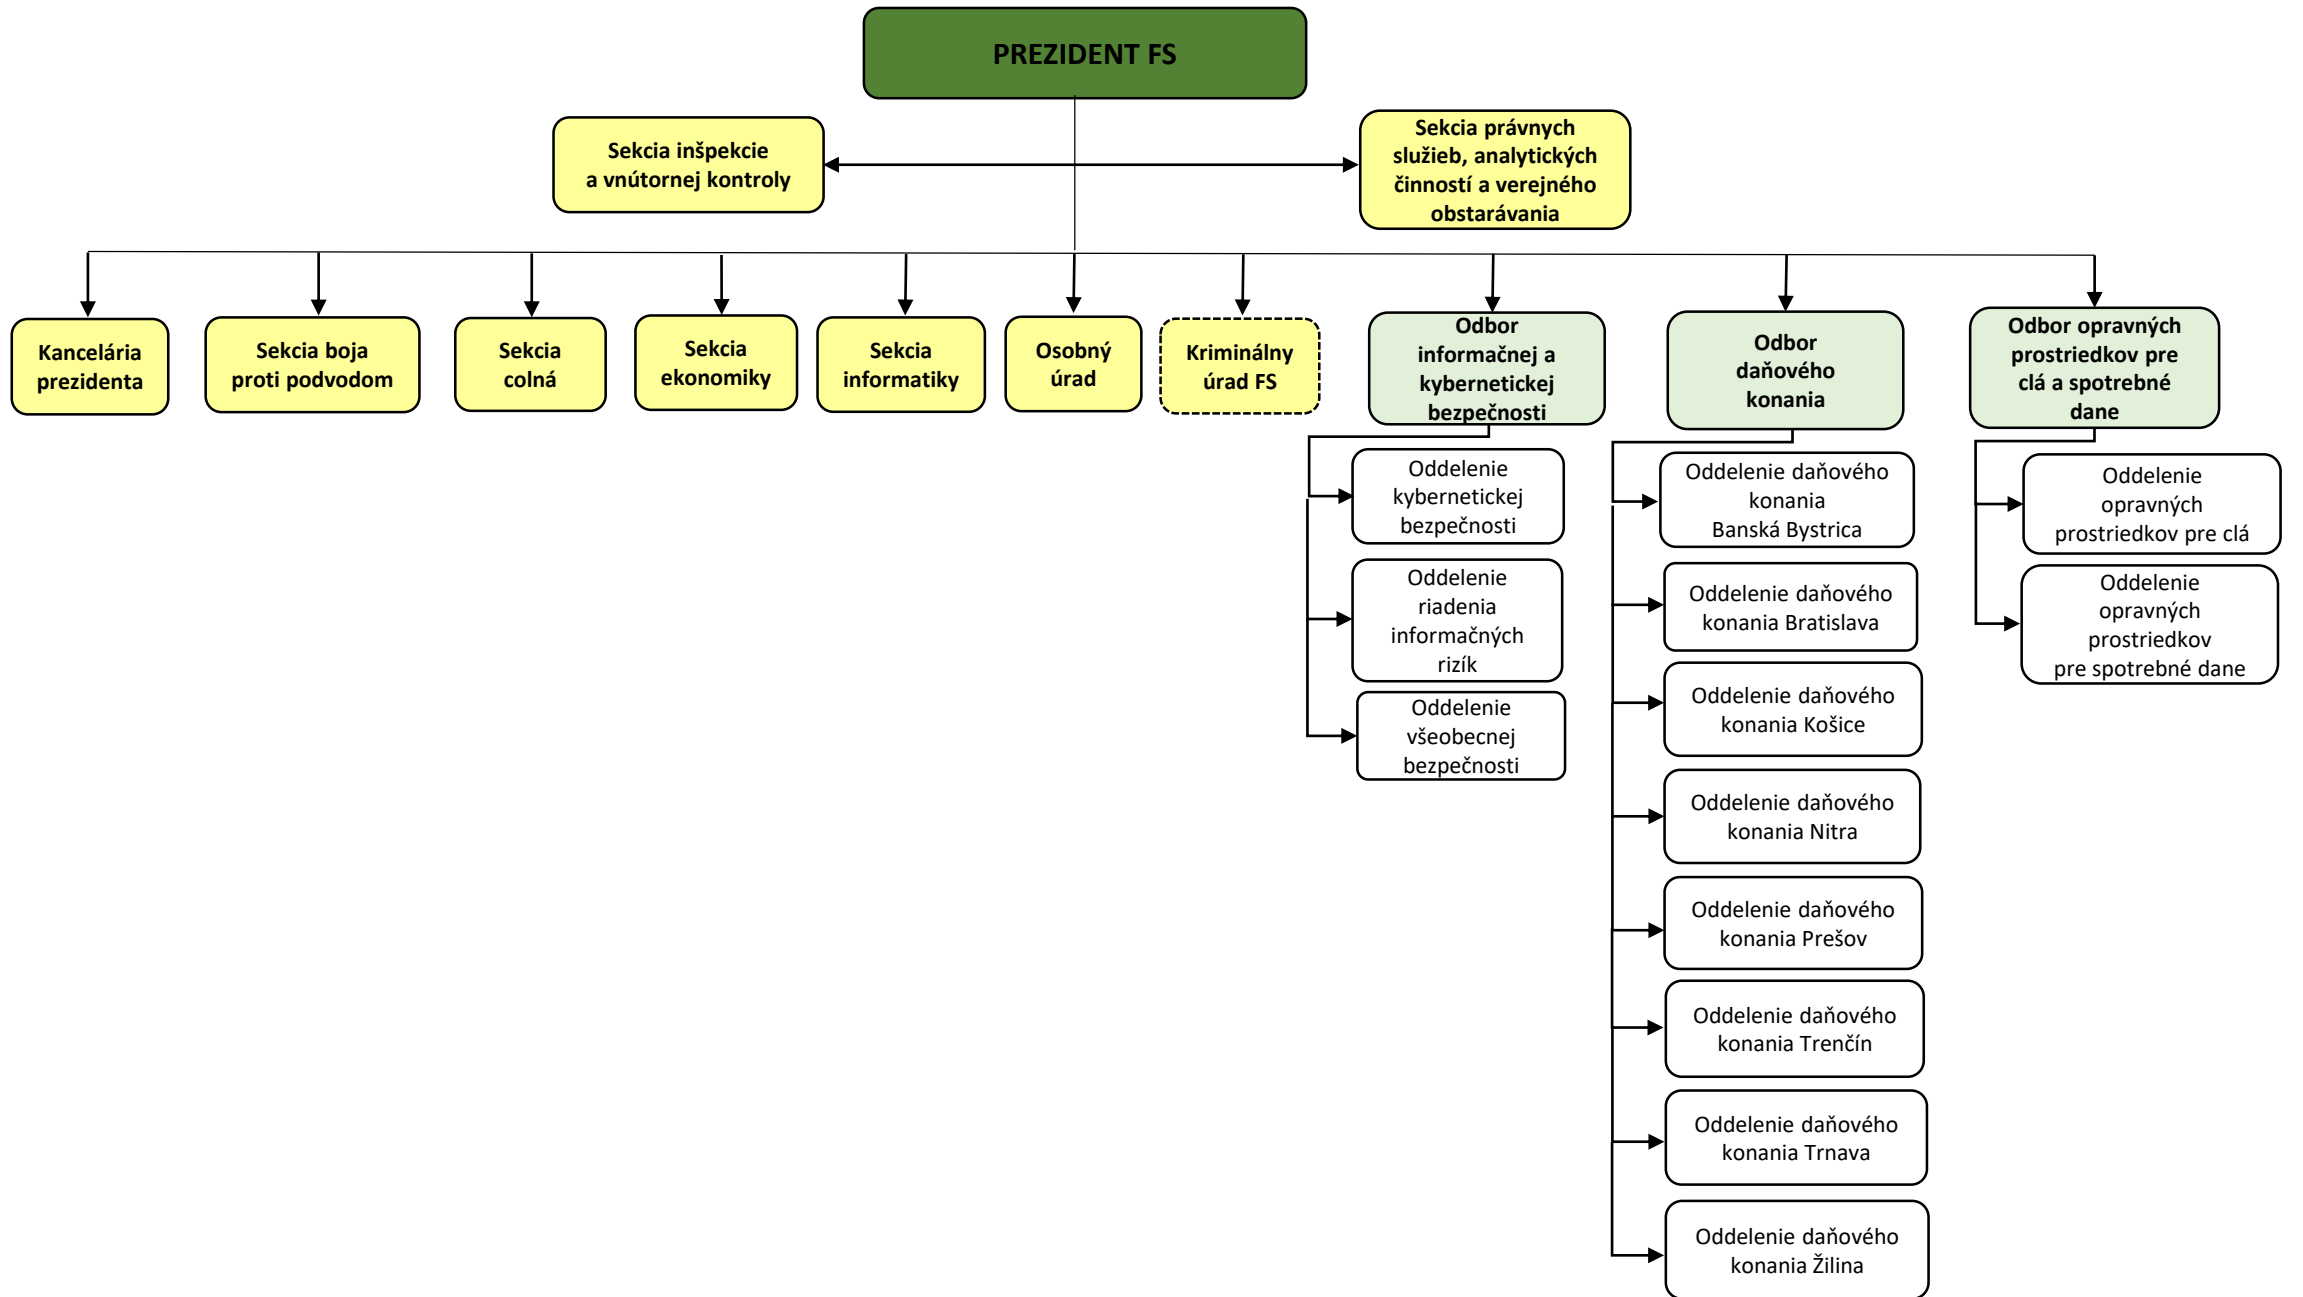 PREZIDENT FS
Sekcia inšpekcie
a vnútornej kontroly
Sekcia právnych
služieb, analytických
činností a verejného
obstarávania
Kancelária
prezidenta
Sekcia boja
proti podvodom
Sekcia
colná
Sekcia
ekonomiky
Sekcia
informatiky
Osobný
úrad
Kriminálny
úrad FS
Odbor
informačnej a
kybernetickej
bezpečnosti
Odbor
daňového
konania
Odbor opravných
prostriedkov pre
clá a spotrebné
dane
Oddelenie
kybernetickej
bezpečnosti
Oddelenie
riadenia
informačných
rizík
Oddelenie
všeobecnej
bezpečnosti
Oddelenie daňového
konania
Banská Bystrica
Oddelenie daňového
konania Bratislava
Oddelenie daňového
konania Košice
Oddelenie daňového
konania Nitra
Oddelenie daňového
konania Prešov
Oddelenie daňového
konania Trenčín
Oddelenie daňového
konania Trnava
Oddelenie daňového
konania Žilina
Oddelenie
opravných
prostriedkov pre clá
Oddelenie
opravných
prostriedkov
pre spotrebné dane